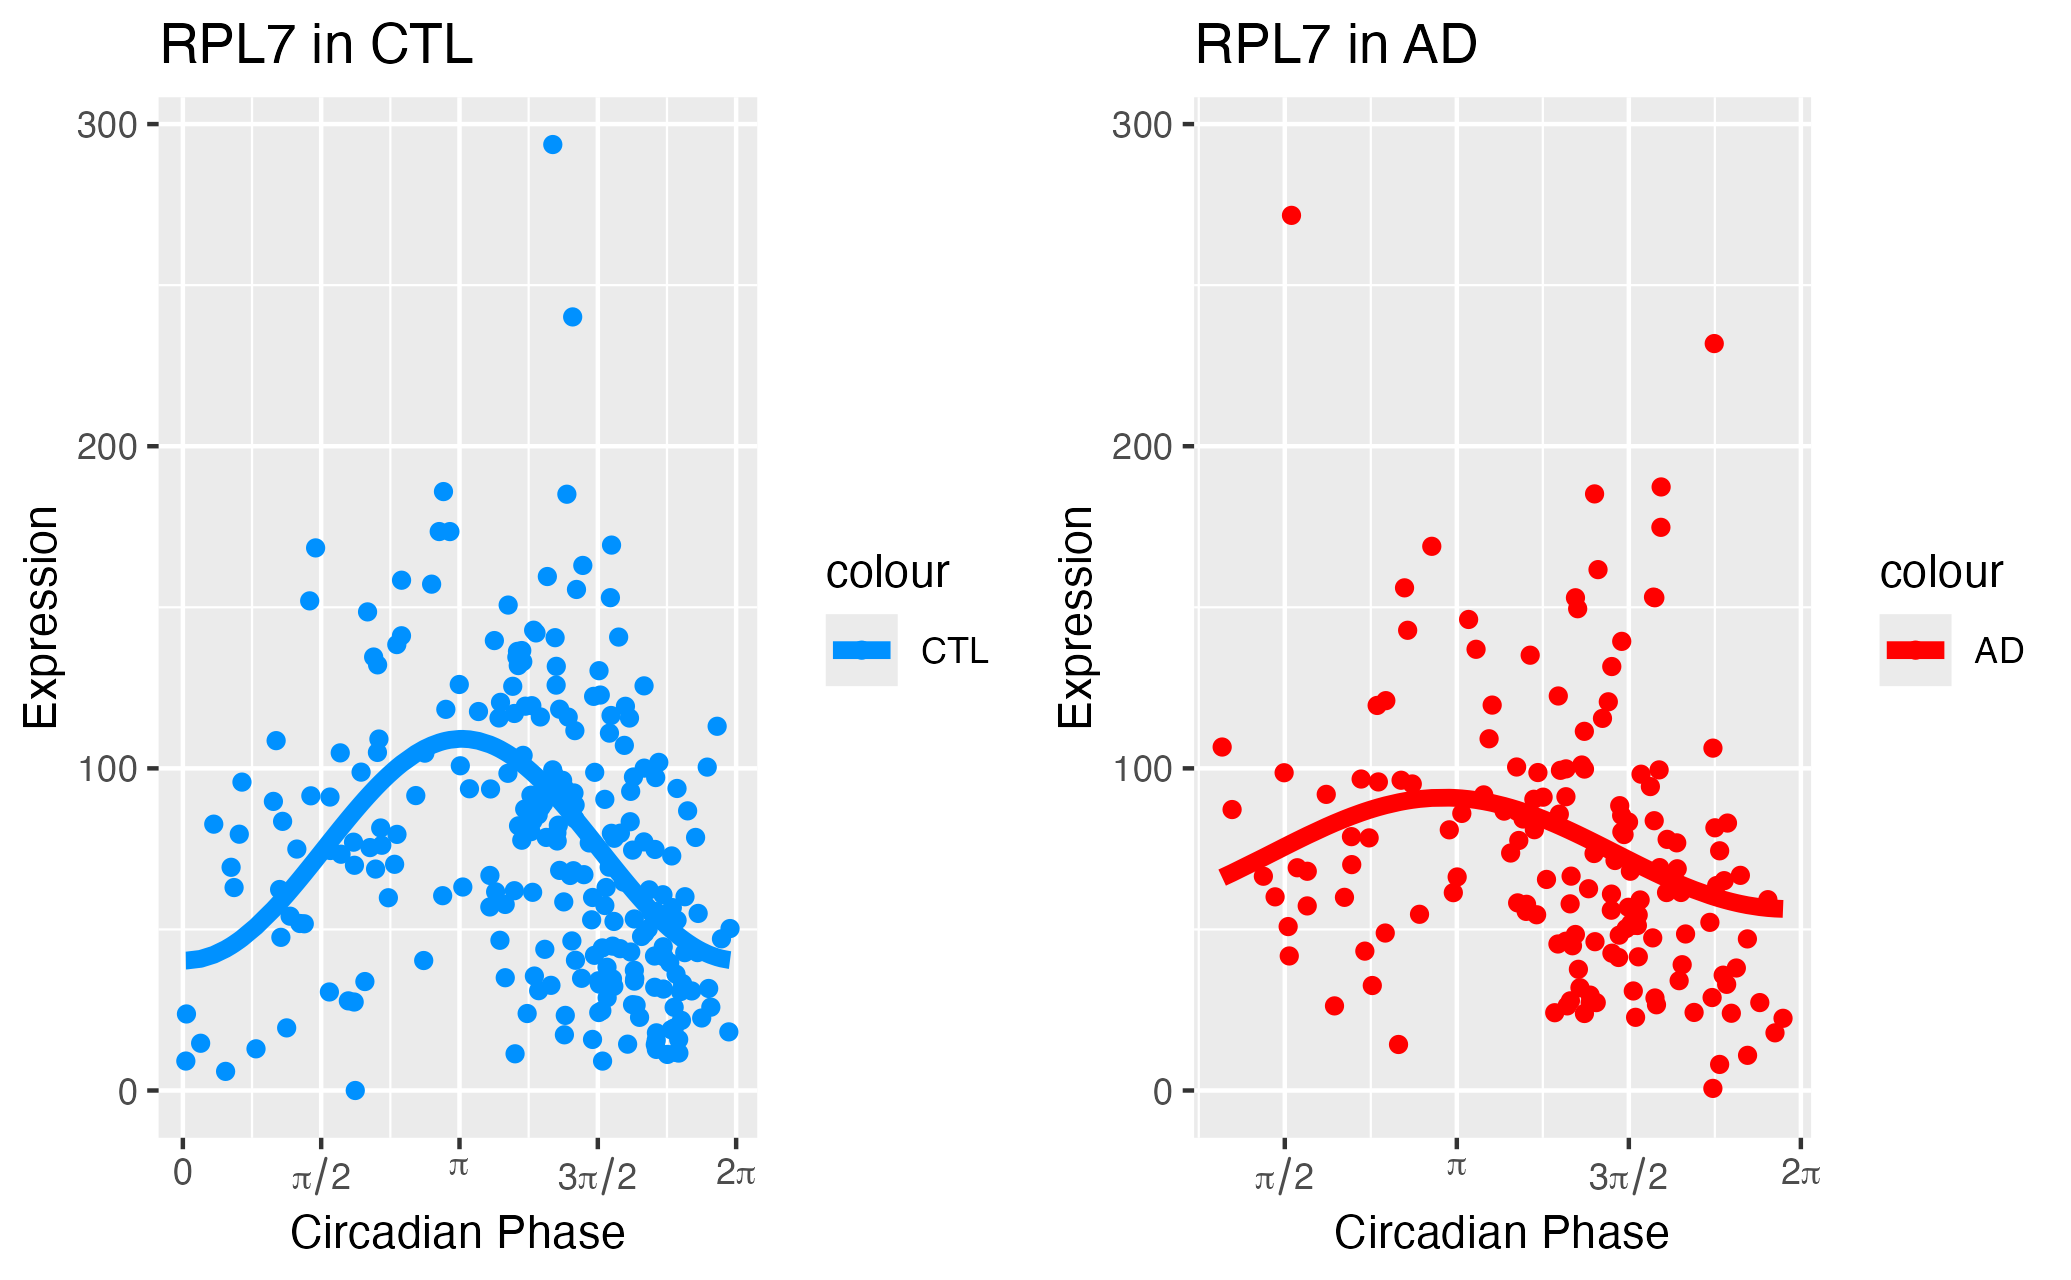 RPL7 in CTL
300
200
100
0
Expression
0 π/2 π 3π/2 2π
Circadian Phase
colour
CTL
RPL7 in AD
300
200
100
0
Expression
π/2 π 3π/2 2π
Circadian Phase
colour
AD